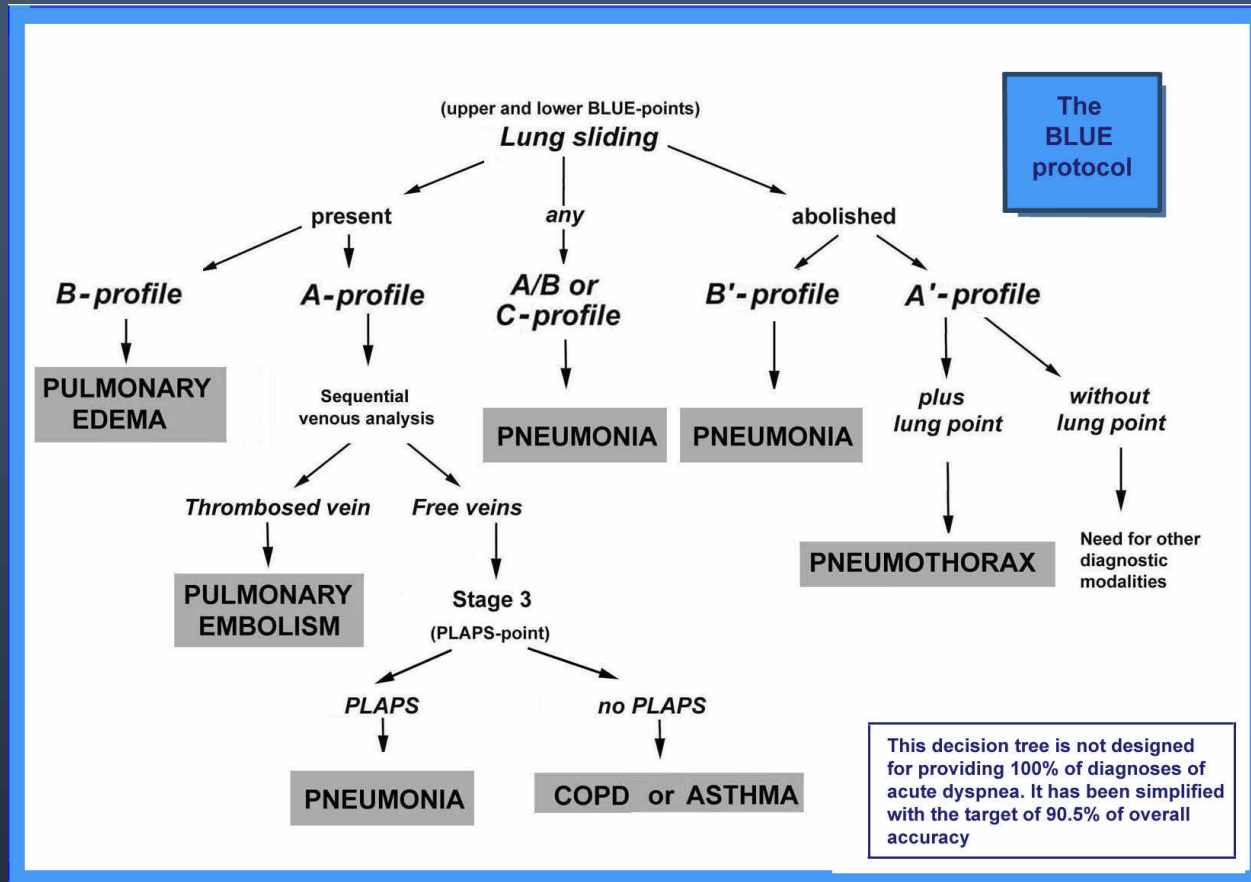 The
BLUE
protocol
(upper and lower BLUE-points)
Lung sliding
present
any
abolished
B-profile
A-profile
A/B or
C-profile
B'-profile
A'-profile
PULMONARY
EDEMA
Sequential
venous analysis
PNEUMONIA
PNEUMONIA
plus
lung point
without
lung point
Thrombosed vein
Free veins
PNEUMOTHORAX
Need for other
diagnostic
modalities
PULMONARY
EMBOLISM
Stage 3
(PLAPS-point)
PLAPS
no PLAPS
PNEUMONIA
COPD or ASTHMA
This decision tree is not designed
for providing 100% of diagnoses of
acute dyspnea. It has been simplified
with the target of 90.5% of overall
accuracy